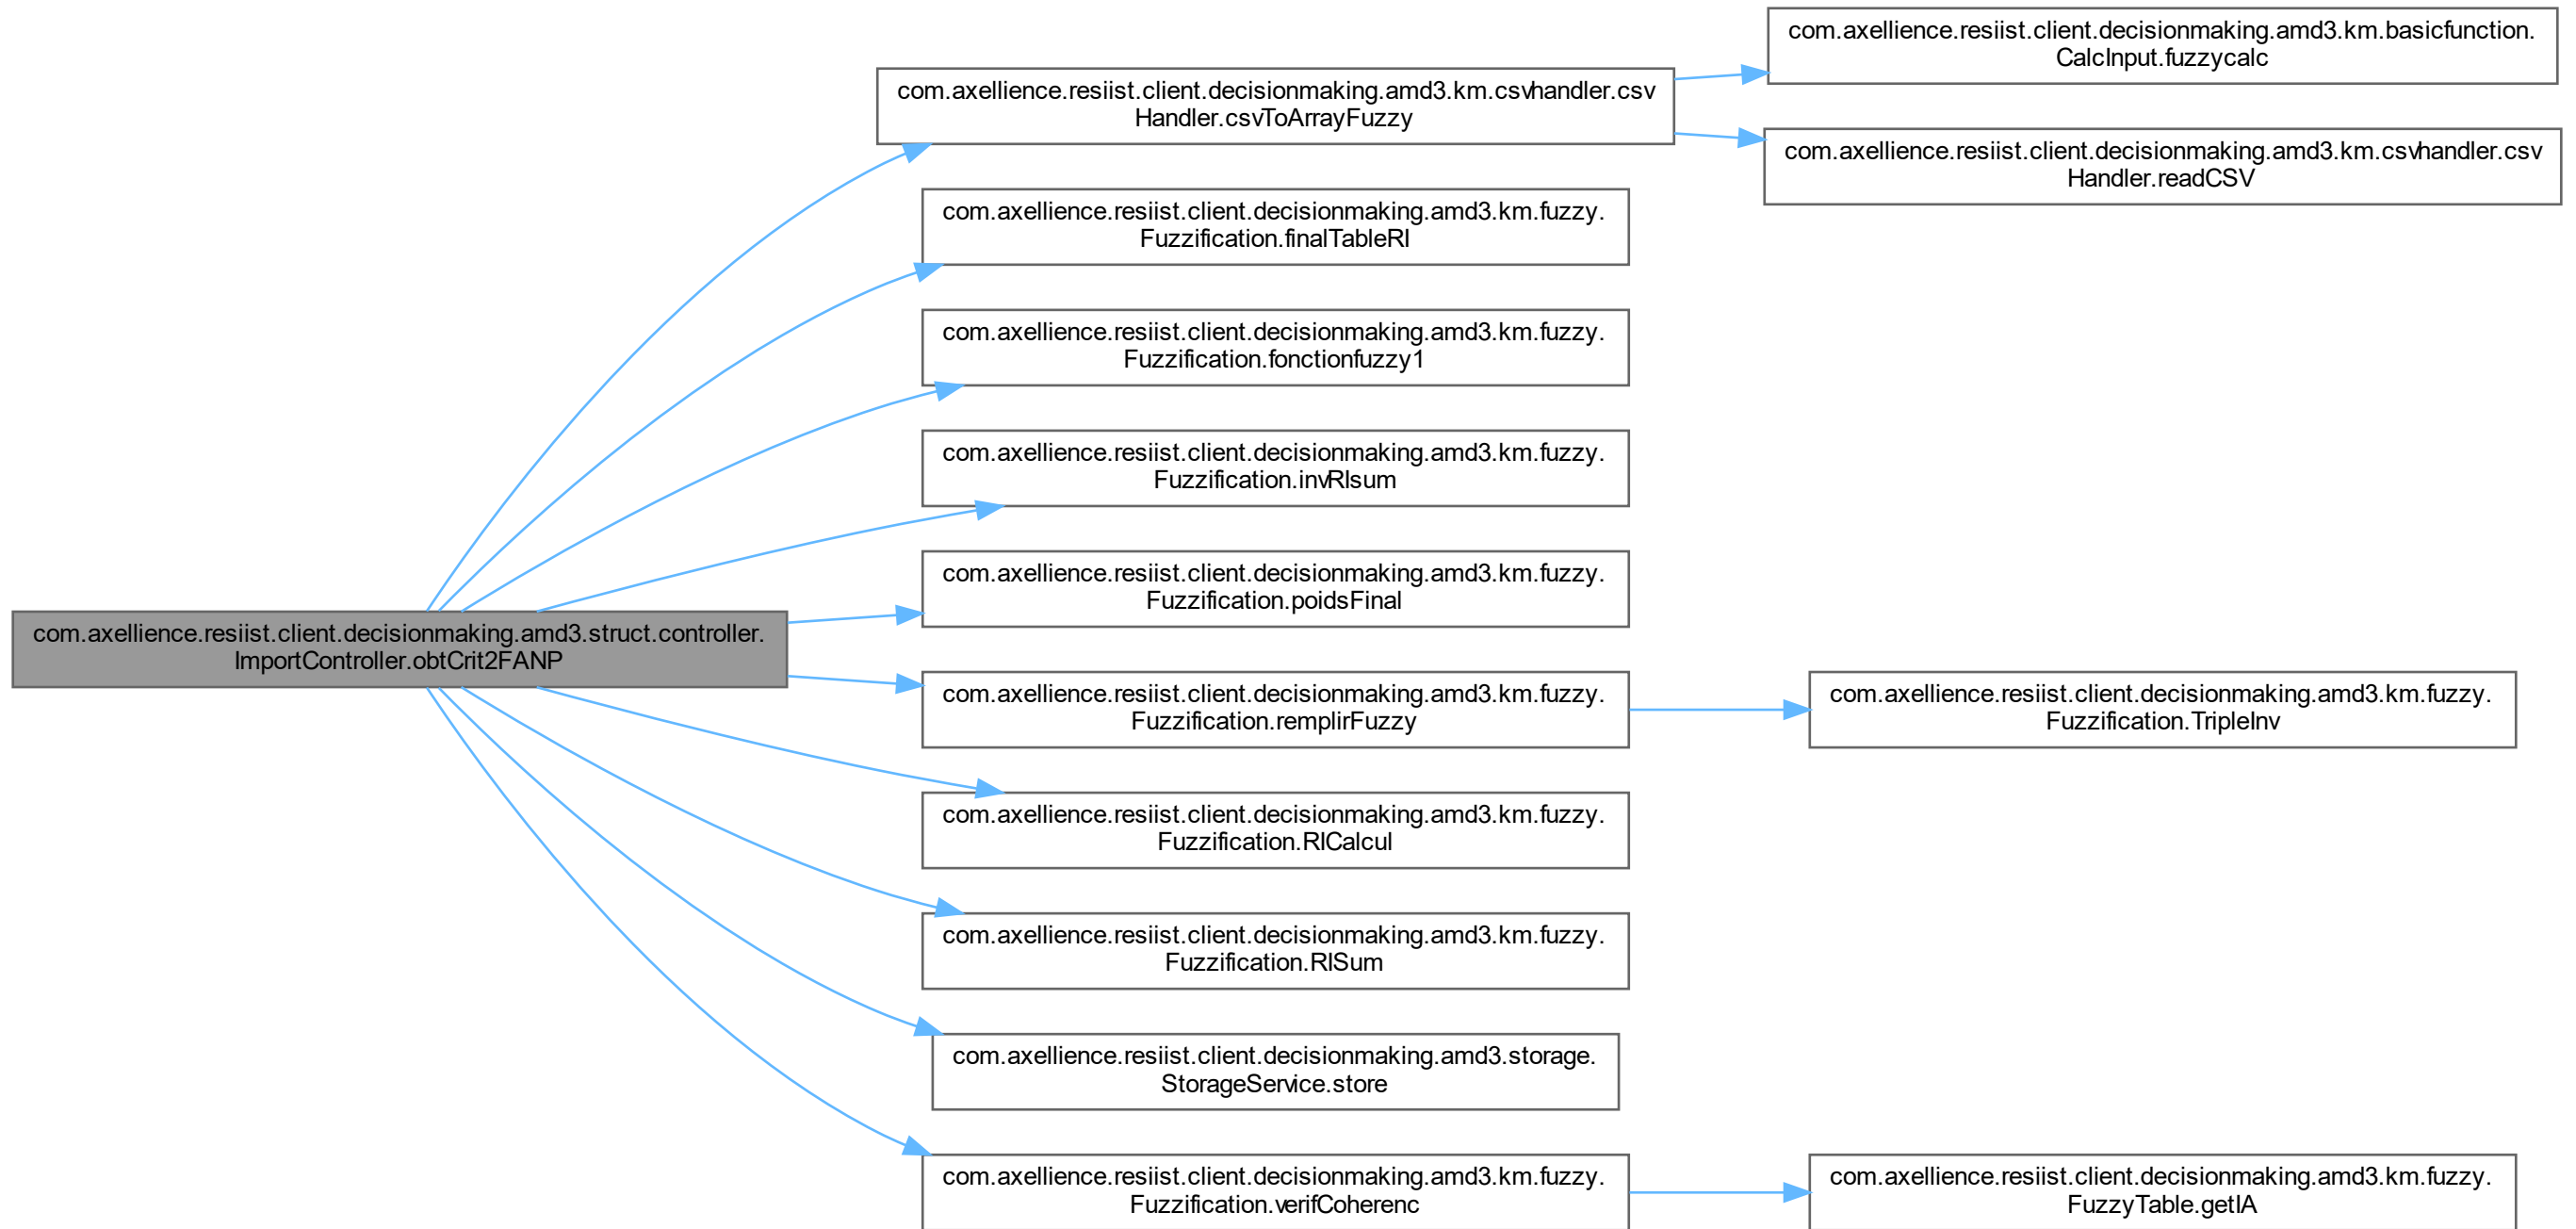 com.axellience.resiist.client.decisionmaking.amd3.struct.controller.
ImportController.obtCrit2FANP
com.axellience.resiist.client.decisionmaking.amd3.km.csvhandler.csv
Handler.csvToArrayFuzzy
com.axellience.resiist.client.decisionmaking.amd3.km.basicfunction.
CalcInput.fuzzycalc
com.axellience.resiist.client.decisionmaking.amd3.km.csvhandler.csv
Handler.readCSV
com.axellience.resiist.client.decisionmaking.amd3.km.fuzzy.
Fuzzification.finalTableRI
com.axellience.resiist.client.decisionmaking.amd3.km.fuzzy.
Fuzzification.fonctionfuzzy1
com.axellience.resiist.client.decisionmaking.amd3.km.fuzzy.
Fuzzification.invRIsum
com.axellience.resiist.client.decisionmaking.amd3.km.fuzzy.
Fuzzification.poidsFinal
com.axellience.resiist.client.decisionmaking.amd3.km.fuzzy.
Fuzzification.remplirFuzzy
com.axellience.resiist.client.decisionmaking.amd3.km.fuzzy.
Fuzzification.TripleInv
com.axellience.resiist.client.decisionmaking.amd3.km.fuzzy.
Fuzzification.RICalcul
com.axellience.resiist.client.decisionmaking.amd3.km.fuzzy.
Fuzzification.RISum
com.axellience.resiist.client.decisionmaking.amd3.storage.
StorageService.store
com.axellience.resiist.client.decisionmaking.amd3.km.fuzzy.
Fuzzification.verifCoherenc
com.axellience.resiist.client.decisionmaking.amd3.km.fuzzy.
FuzzyTable.getIA